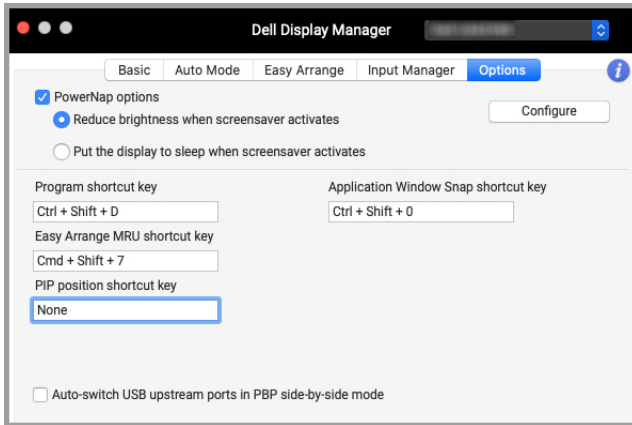 Dell Display Manager
Basic Auto Mode Easy Arrange Input Manager Options
i
PowerNap options
Configure
Reduce brightness when screensaver activates
Put the display to sleep when screensaver activates
Program shortcut key
Application Window Snap shortcut key
Ctrl + Shift + D
Ctrl + Shift + 0
Easy Arrange MRU shortcut key
Cmd + Shift + 7
PIP position shortcut key
None
Auto-switch USB upstream ports in PBP side-by-side mode